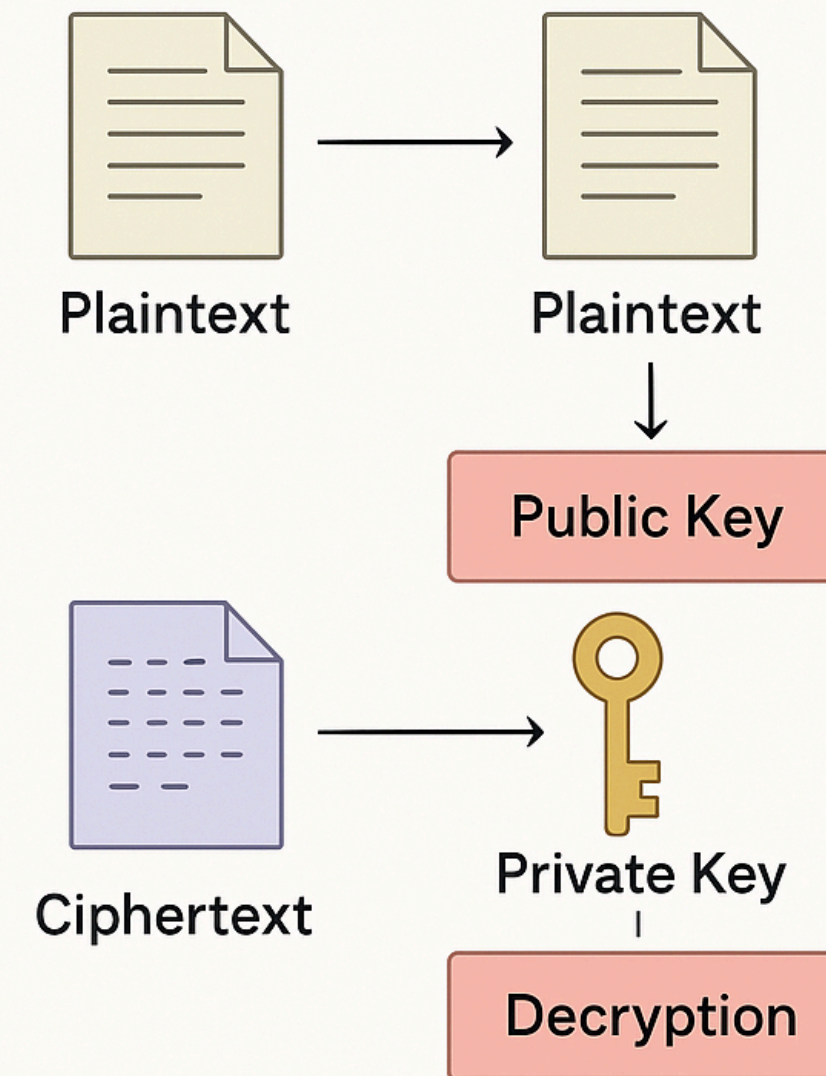 Plaintext
Plaintext
Public Key
Ciphertext
Private Key
Decryption